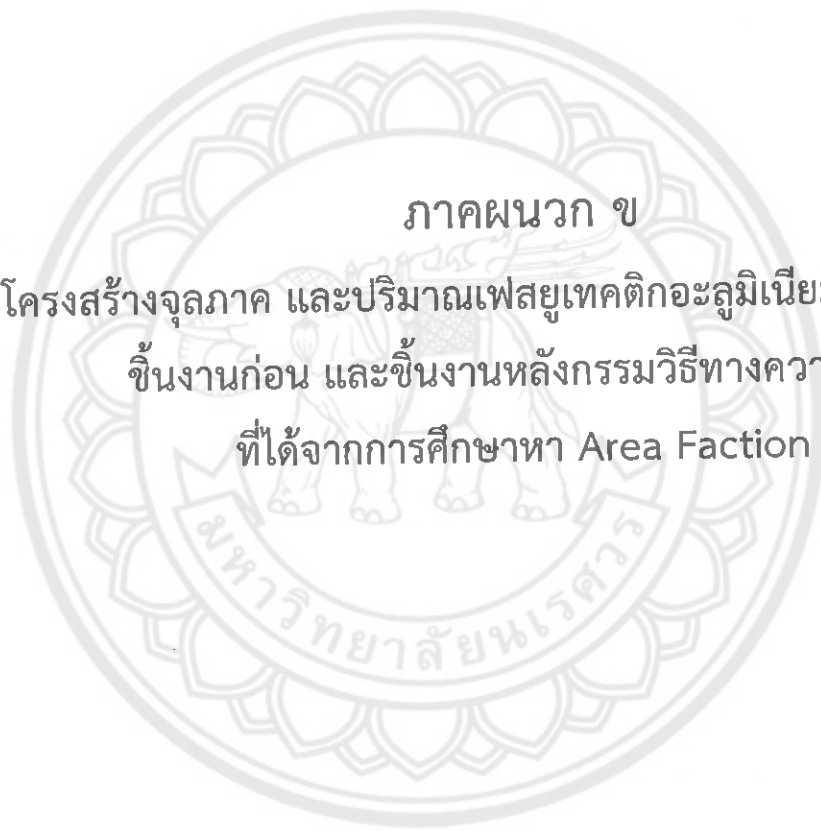 ภาคผนวก ข
โครงสร้างจุลภาค และปริมาณเฟสยูเทคติกอะลูมิเนีย
ชิ้นงานก่อน และชิ้นงานหลังกรรมวิธีทางควา
ที่ได้จากการศึกษาหา Area Faction
มหาวิทยาลัยนเรศวร